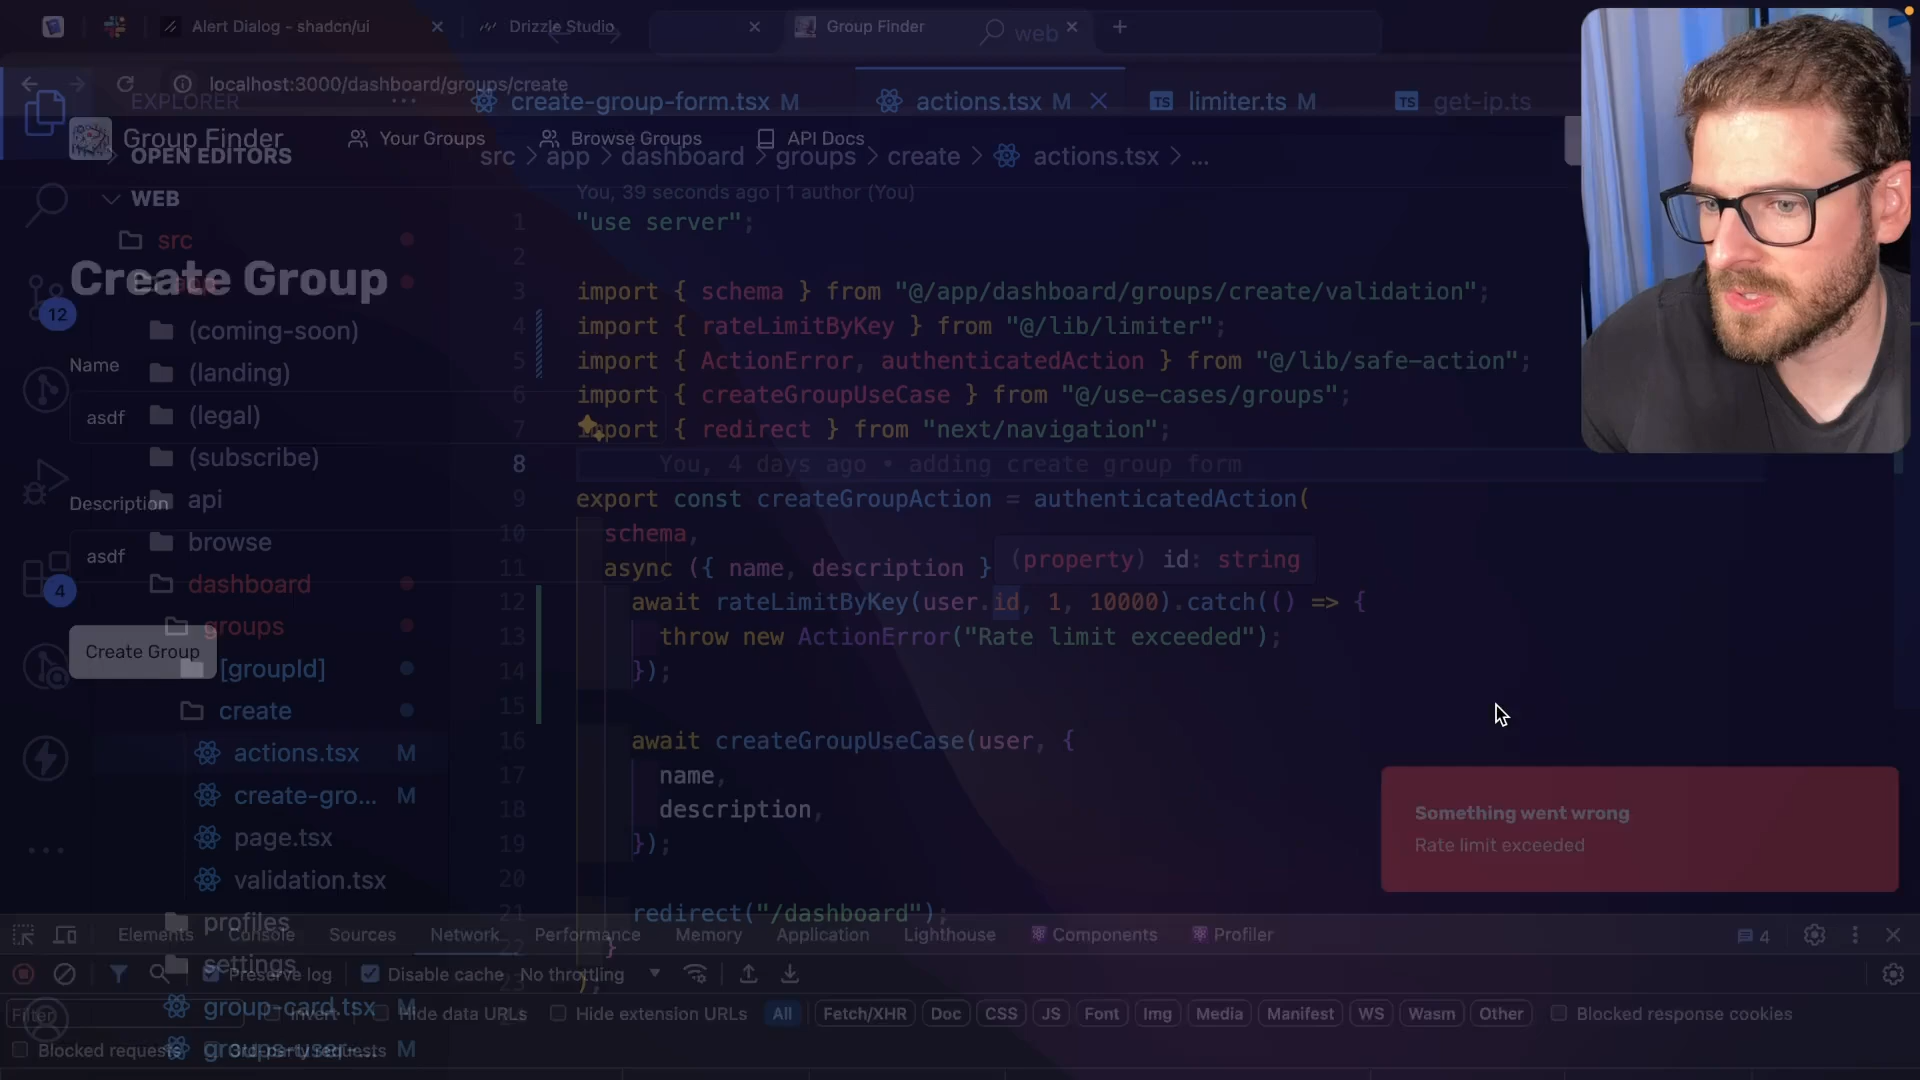 Alert Dialog - shadcn/ui
Drizzle Studio
Group Finder
web
localhost:3000/dashboard/groups/create
EXPLORER
create-group-form.tsx M
actions.tsx M
limiter.ts M
get-ip.ts
Group Finder
Your Groups
Browse Groups
API Docs
OPEN EDITORS
src > app > dashboard > groups > create > actions.tsx > ...
WEB
You, 39 seconds ago | 1 author (You)
src
app
Create Group
(coming-soon)
Name
(landing)
asdf
(legal)
(subscribe)
api
Description
browse
asdf
dashboard
groups
Create Group
[groupId]
create
actions.tsx M
create-gro... M
page.tsx
validation.tsx
profiles
settings
group-card.tsx M
12
4
1 "use server";
2
3 import { schema } from "@/app/dashboard/groups/create/validation";
4 import { rateLimitByKey } from "@/lib/limiter";
5 import { ActionError, authenticatedAction } from "@/lib/safe-action";
6 import { createGroupUseCase } from "@/use-cases/groups";
7 import { redirect } from "next/navigation";
8 You, 4 days ago • adding create group form
9 export const createGroupAction = authenticatedAction(
10 schema,
11 async ({ name, description }
(property) id: string
12 await rateLimitByKey(user.id, 1, 10000).catch(() => {
13 throw new ActionError("Rate limit exceeded");
14 });
15
16 await createGroupUseCase(user, {
17 name,
18 description,
19 });
20
21 redirect("/dashboard");
22 }
23 );
Something went wrong
Rate limit exceeded
Elements
Console
Sources
Network
Performance
Memory
Application
Lighthouse
Components
Profiler
4
Preserve log
Disable cache
No throttling
Filter
Invert
Hide data URLs
Hide extension URLs
All
Fetch/XHR
Doc
CSS
JS
Font
Img
Media
Manifest
WS
Wasm
Other
Blocked response cookies
Blocked requests
3rd-party requests
M